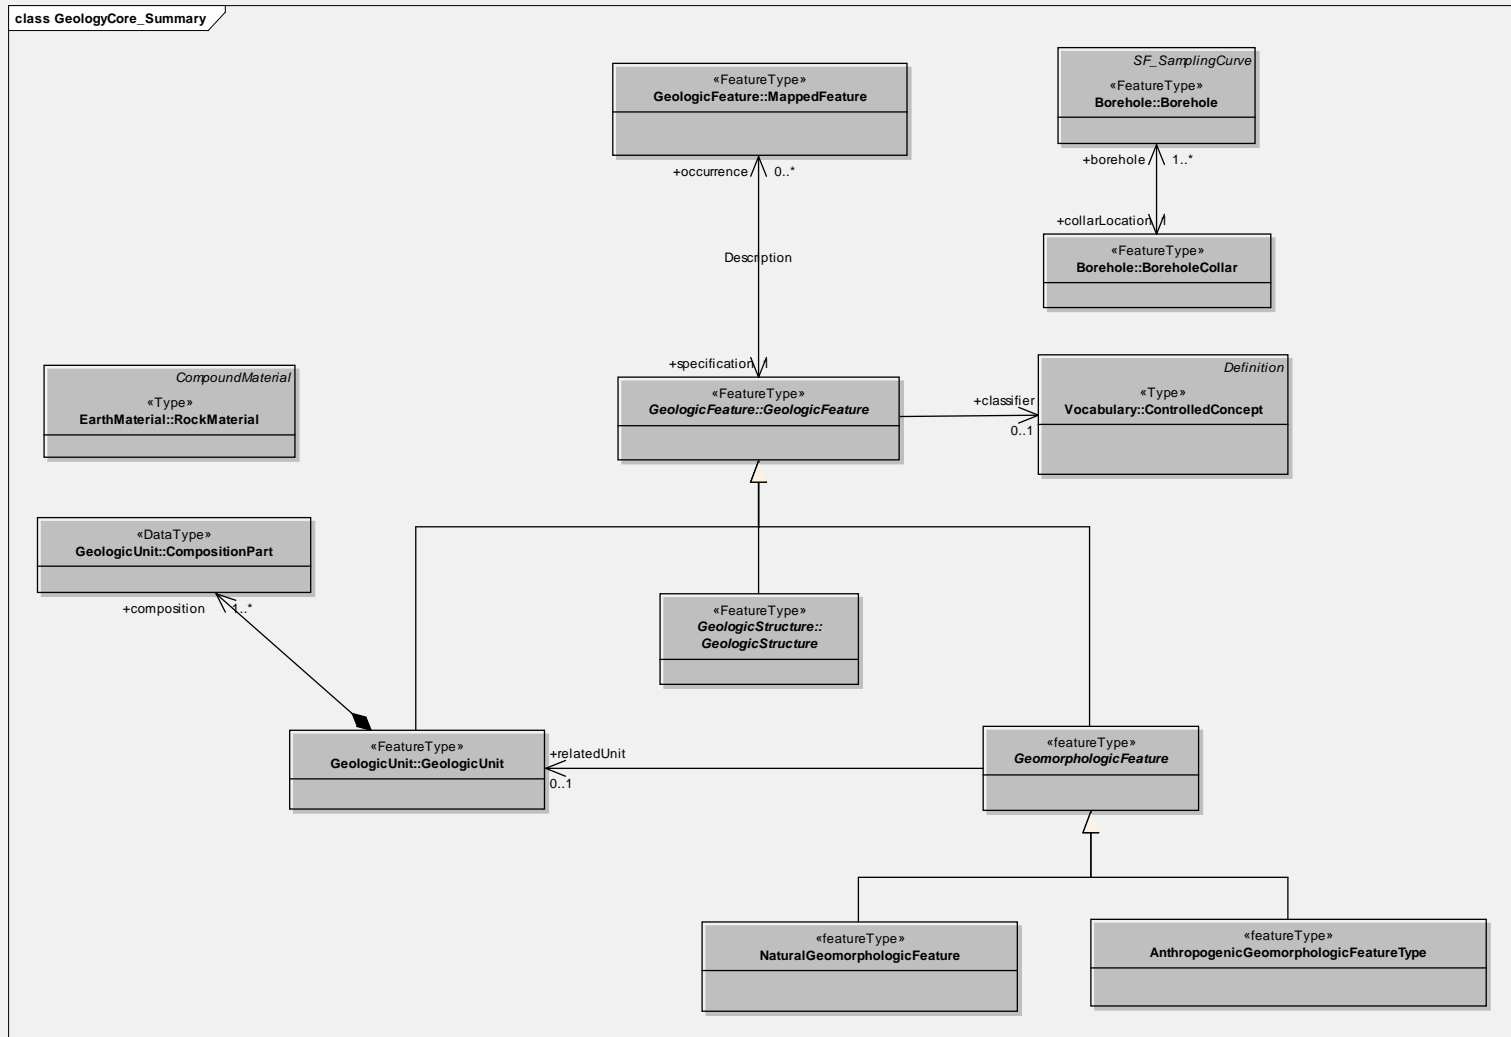 class GeologyCore_Summary
«FeatureType»
GeologicFeature::MappedFeature
SF_SamplingCurve
«FeatureType»
Borehole::Borehole
+occurrence
0..*
+borehole
1..*
+collarLocation
1
«FeatureType»
Borehole::BoreholeCollar
Description
+specification
1
CompoundMaterial
«Type»
EarthMaterial::RockMaterial
«FeatureType»
GeologicFeature::GeologicFeature
+classifier
0..1
Definition
«Type»
Vocabulary::ControlledConcept
«DataType»
GeologicUnit::CompositionPart
+composition
1..*
«FeatureType»
GeologicStructure::
GeologicStructure
«FeatureType»
GeologicUnit::GeologicUnit
+relatedUnit
0..1
«featureType»
GeomorphologicFeature
«featureType»
NaturalGeomorphologicFeature
«featureType»
AnthropogenicGeomorphologicFeatureType